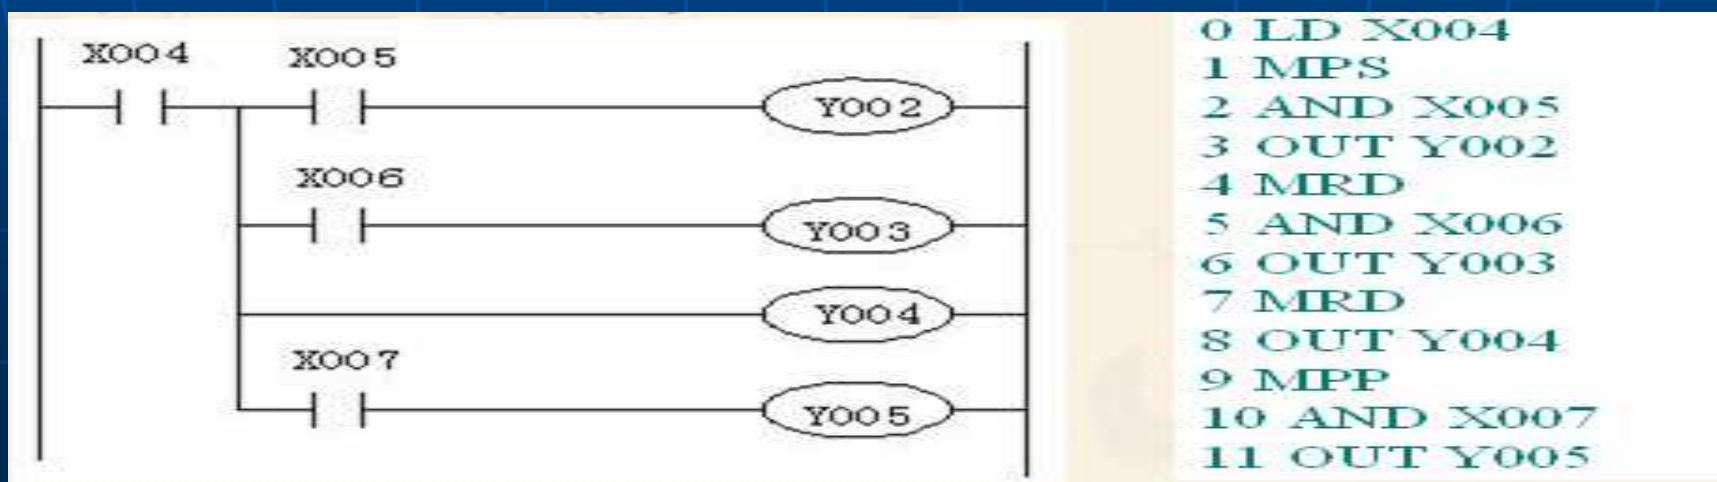 X004 X005
Y002
X006
Y003
Y004
X007
Y005
0 LD X004
1 MPS
2 AND X005
3 OUT Y002
4 MRD
5 AND X006
6 OUT Y003
7 MRD
8 OUT Y004
9 MPP
10 AND X007
11 OUT Y005